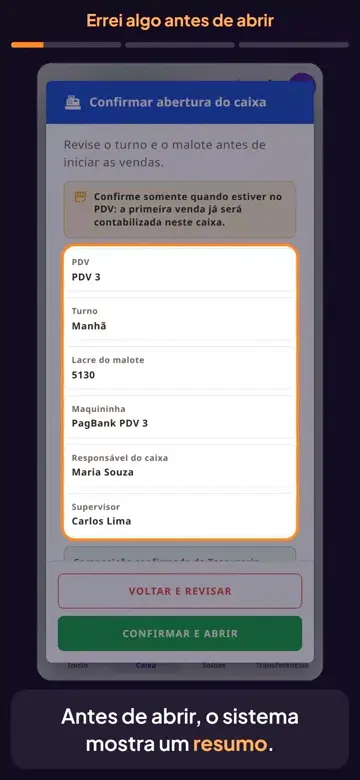 Errei algo antes de abrir
Confirmar abertura do caixa
Revise o turno e o malote antes de
iniciar as vendas.
Confirme somente quando estiver no
PDV: a primeira venda já será
contabilizada neste caixa.
PDV
PDV 3
Turno
Manhã
Lacre do malote
5130
Maquininha
PagBank PDV 3
Responsável do caixa
Maria Souza
Supervisor
Carlos Lima
VOLTAR E REVISAR
CONFIRMAR E ABRIR
Caixa
Antes de abrir, o sistema
mostra um resumo.